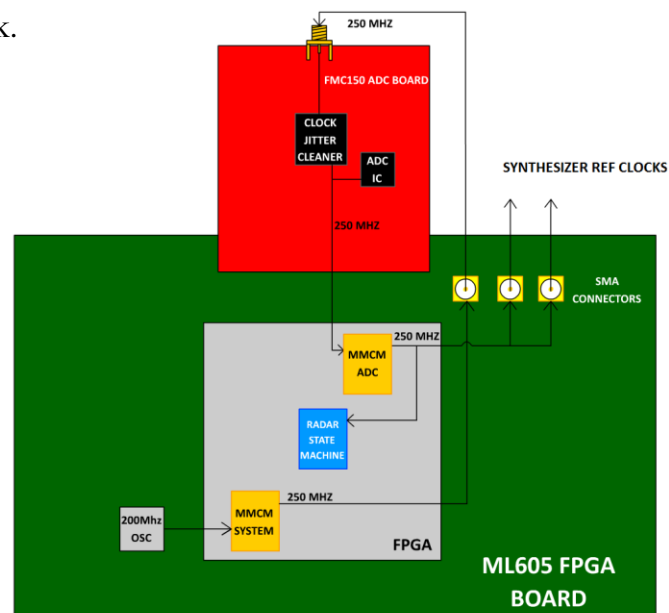 k.
250 MHZ
FMC150 ADC BOARD
CLOCK
JITTER
CLEANER
ADC
IC
SYNTHESIZER REF CLOCKS
250 MHZ
SMA
CONNECTORS
250 MHZ
MMCM
ADC
RADAR
STATE
MACHINE
250 MHZ
MMCM
SYSTEM
200Mhz
OSC
FPGA
ML605 FPGA
BOARD